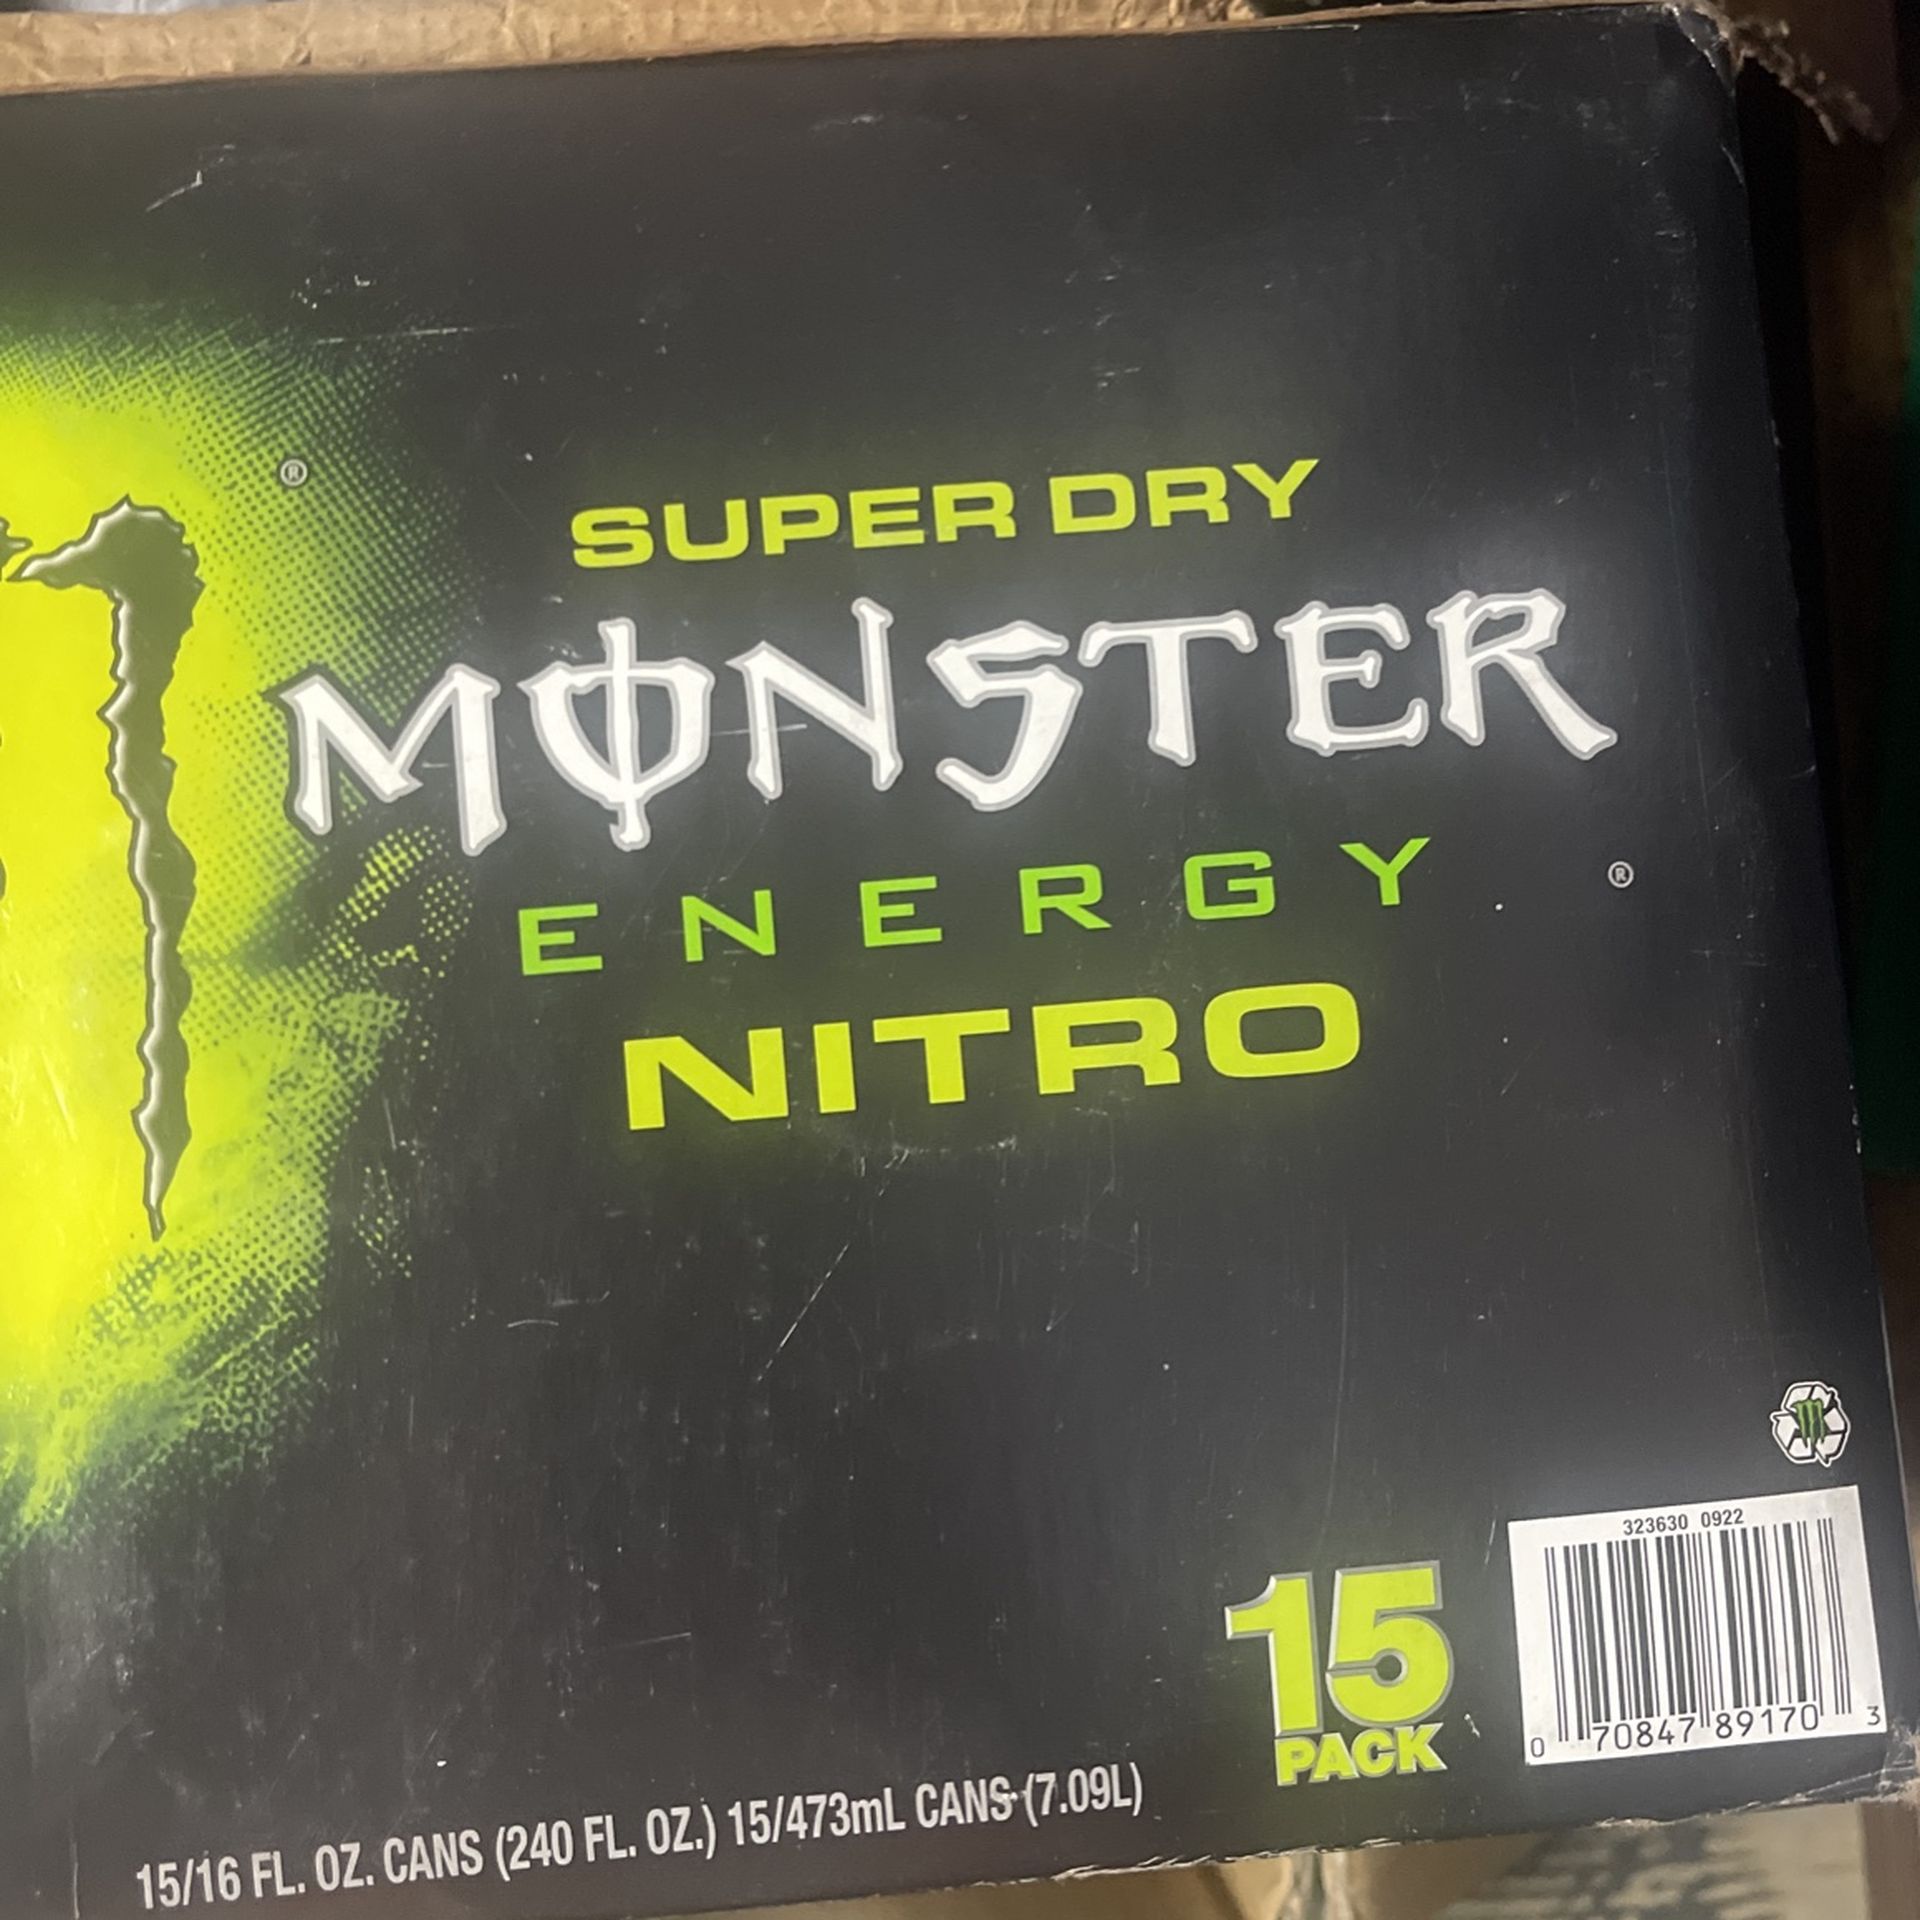 ®
SUPER DRY
MONSTER
ENERGY ®
NITRO
323630 0922
0 70847 89170 3
15
PACK
15/16 FL. OZ. CANS (240 FL. OZ.) 15/473mL CANS (7.09L)